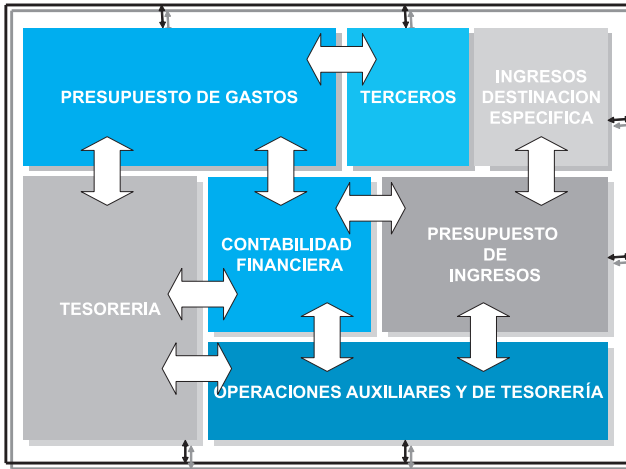 PRESUPUESTO DE GASTOS
TERCEROS
INGRESOS
DESTINACION
ESPECIFICA
CONTABILIDAD
FINANCIERA
PRESUPUESTO
DE
INGRESOS
TESORERIA
OPERACIONES AUXILIARES Y DE TESORERÍA